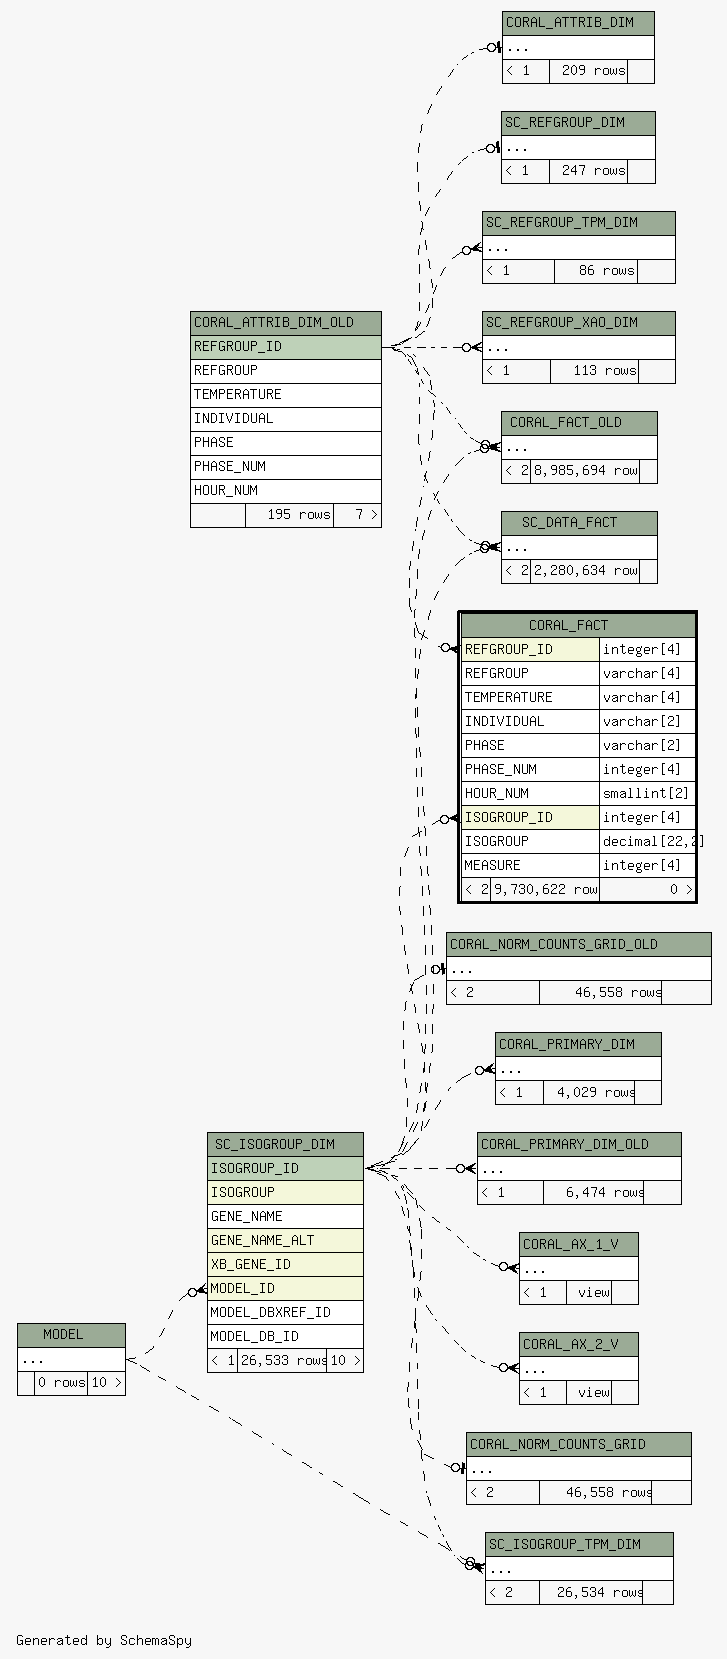 CORAL_ATTRIB_DIM
...
< 1 209 rows
SC_REFGROUP_DIM
...
< 1 247 rows
SC_REFGROUP_TPM_DIM
...
< 1 86 rows
SC_REFGROUP_XAO_DIM
...
< 1 113 rows
CORAL_ATTRIB_DIM_OLD
REFGROUP_ID
REFGROUP
TEMPERATURE
INDIVIDUAL
PHASE
PHASE_NUM
HOUR_NUM
195 rows 7 >
CORAL_FACT_OLD
...
< 2 8,985,694 row
SC_DATA_FACT
...
< 2 2,280,634 row
CORAL_FACT
REFGROUP_ID integer[4]
REFGROUP varchar[4]
TEMPERATURE varchar[4]
INDIVIDUAL varchar[2]
PHASE varchar[2]
PHASE_NUM integer[4]
HOUR_NUM smallint[2]
ISOGROUP_ID integer[4]
ISOGROUP decimal[22,2]
MEASURE integer[4]
< 2 9,730,622 row 0 >
CORAL_NORM_COUNTS_GRID_OLD
...
< 2 46,558 rows
CORAL_PRIMARY_DIM
...
< 1 4,029 rows
SC_ISOGROUP_DIM
ISOGROUP_ID
ISOGROUP
GENE_NAME
GENE_NAME_ALT
XB_GENE_ID
MODEL_ID
MODEL_DBXREF_ID
MODEL_DB_ID
< 1 26,533 rows 10 >
CORAL_PRIMARY_DIM_OLD
...
< 1 6,474 rows
CORAL_AX_1_V
...
< 1 view
MODEL
...
0 rows 10 >
CORAL_AX_2_V
...
< 1 view
CORAL_NORM_COUNTS_GRID
...
< 2 46,558 rows
SC_ISOGROUP_TPM_DIM
...
< 2 26,534 rows
Generated by SchemaSpy